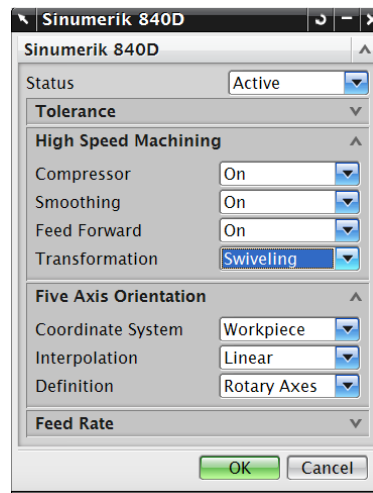 Sinumerik 840D
Sinumerik 840D
Status Active
Tolerance
High Speed Machining
Compressor On
Smoothing On
Feed Forward On
Transformation Swiveling
Five Axis Orientation
Coordinate System Workpiece
Interpolation Linear
Definition Rotary Axes
Feed Rate
OK Cancel